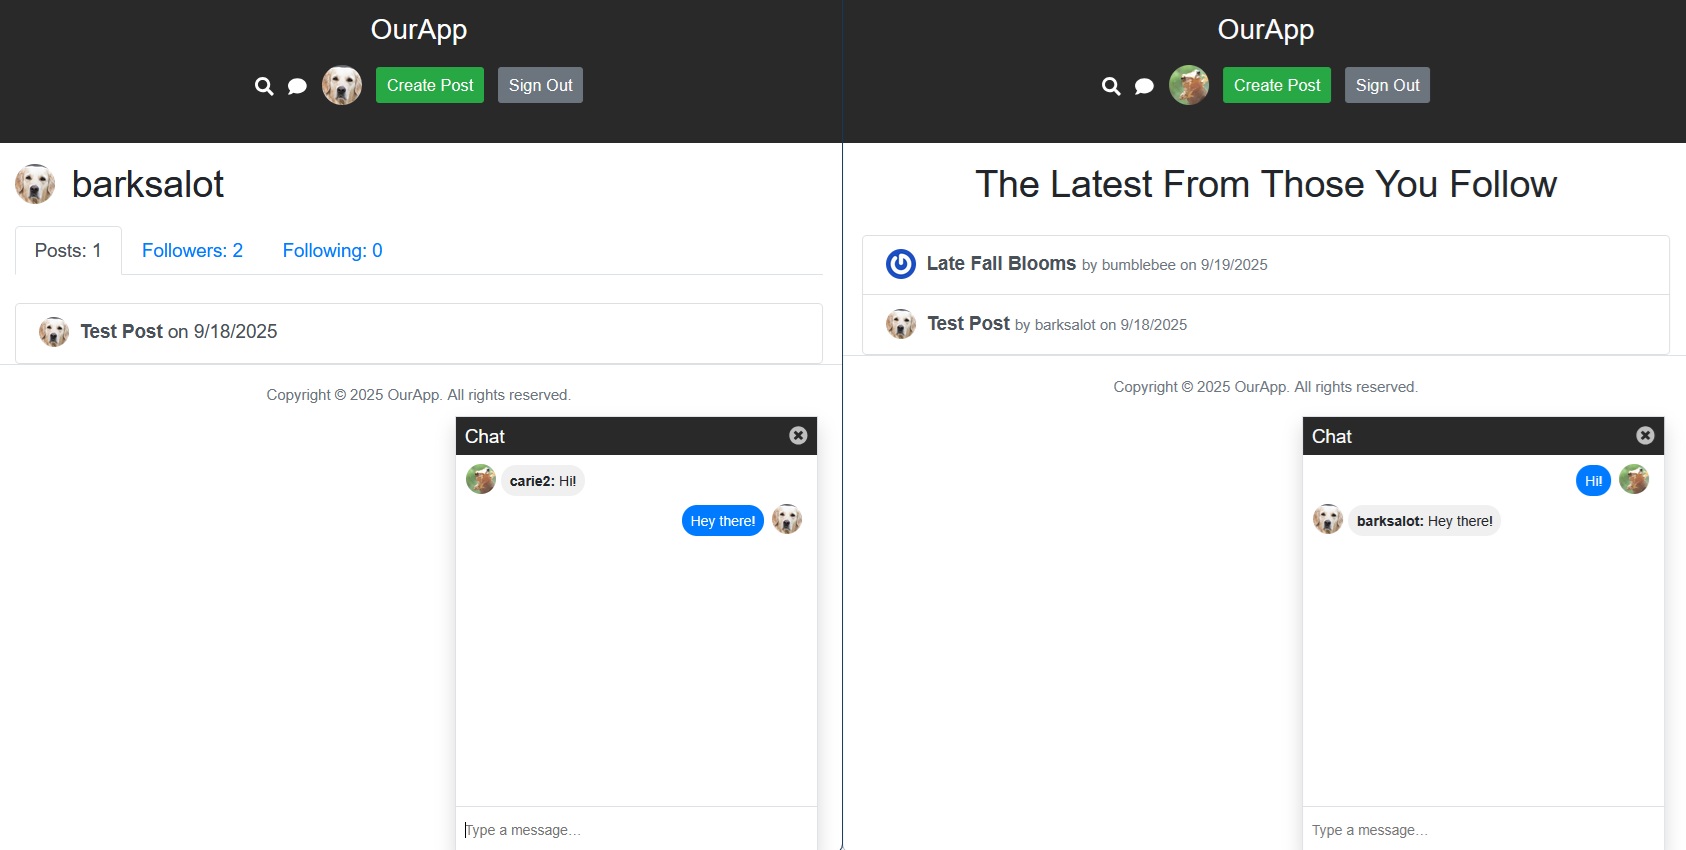 OurApp
Create Post
Sign Out
barksalot
Posts: 1
Followers: 2
Following: 0
Test Post on 9/18/2025
Copyright © 2025 OurApp. All rights reserved.
Chat
carie2: Hi!
Hey there!
Type a message...
OurApp
Create Post
Sign Out
The Latest From Those You Follow
Late Fall Blooms by bumblebee on 9/19/2025
Test Post by barksalot on 9/18/2025
Copyright © 2025 OurApp. All rights reserved.
Chat
Hi!
barksalot: Hey there!
Type a message...